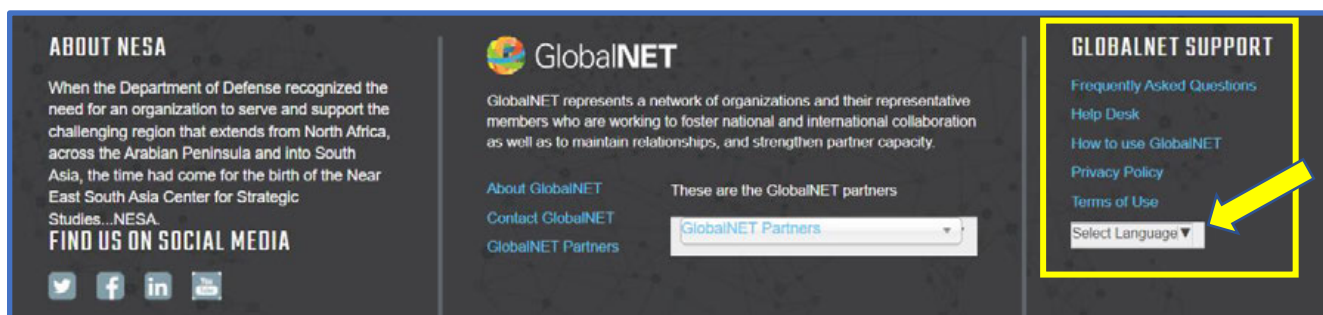 ABOUT NESA
When the Department of Defense recognized the
need for an organization to serve and support the
challenging region that extends from North Africa,
across the Arabian Peninsula and into South
Asia, the time had come for the birth of the Near
East South Asia Center for Strategic
Studies...NESA.
FIND US ON SOCIAL MEDIA
You
Tube
GlobalNET
GlobalNET represents a network of organizations and their representative
members who are working to foster national and international collaboration
as well as to maintain relationships, and strengthen partner capacity.
About GlobalNET
Contact GlobalNET
GlobalNET Partners
These are the GlobalNET partners
GlobalNET Partners
GLOBALNET SUPPORT
Frequently Asked Questions
Help Desk
How to use GlobalNET
Privacy Policy
Terms of Use
Select Language▼